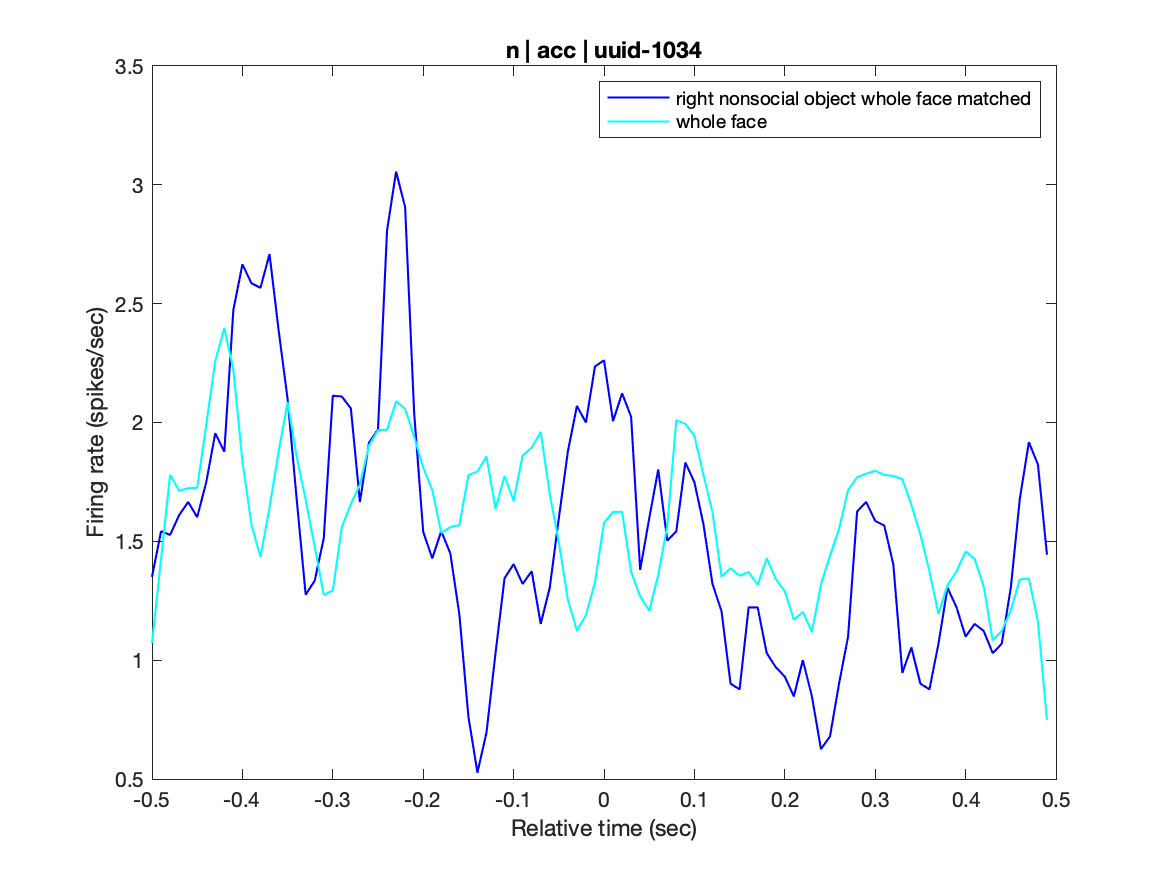 n | acc | uuid-1034
right nonsocial object whole face matched
whole face
Firing rate (spikes/sec)
3.5
3
2.5
2
1.5
1
0.5
-0.5 -0.4 -0.3 -0.2 -0.1 0 0.1 0.2 0.3 0.4 0.5
Relative time (sec)